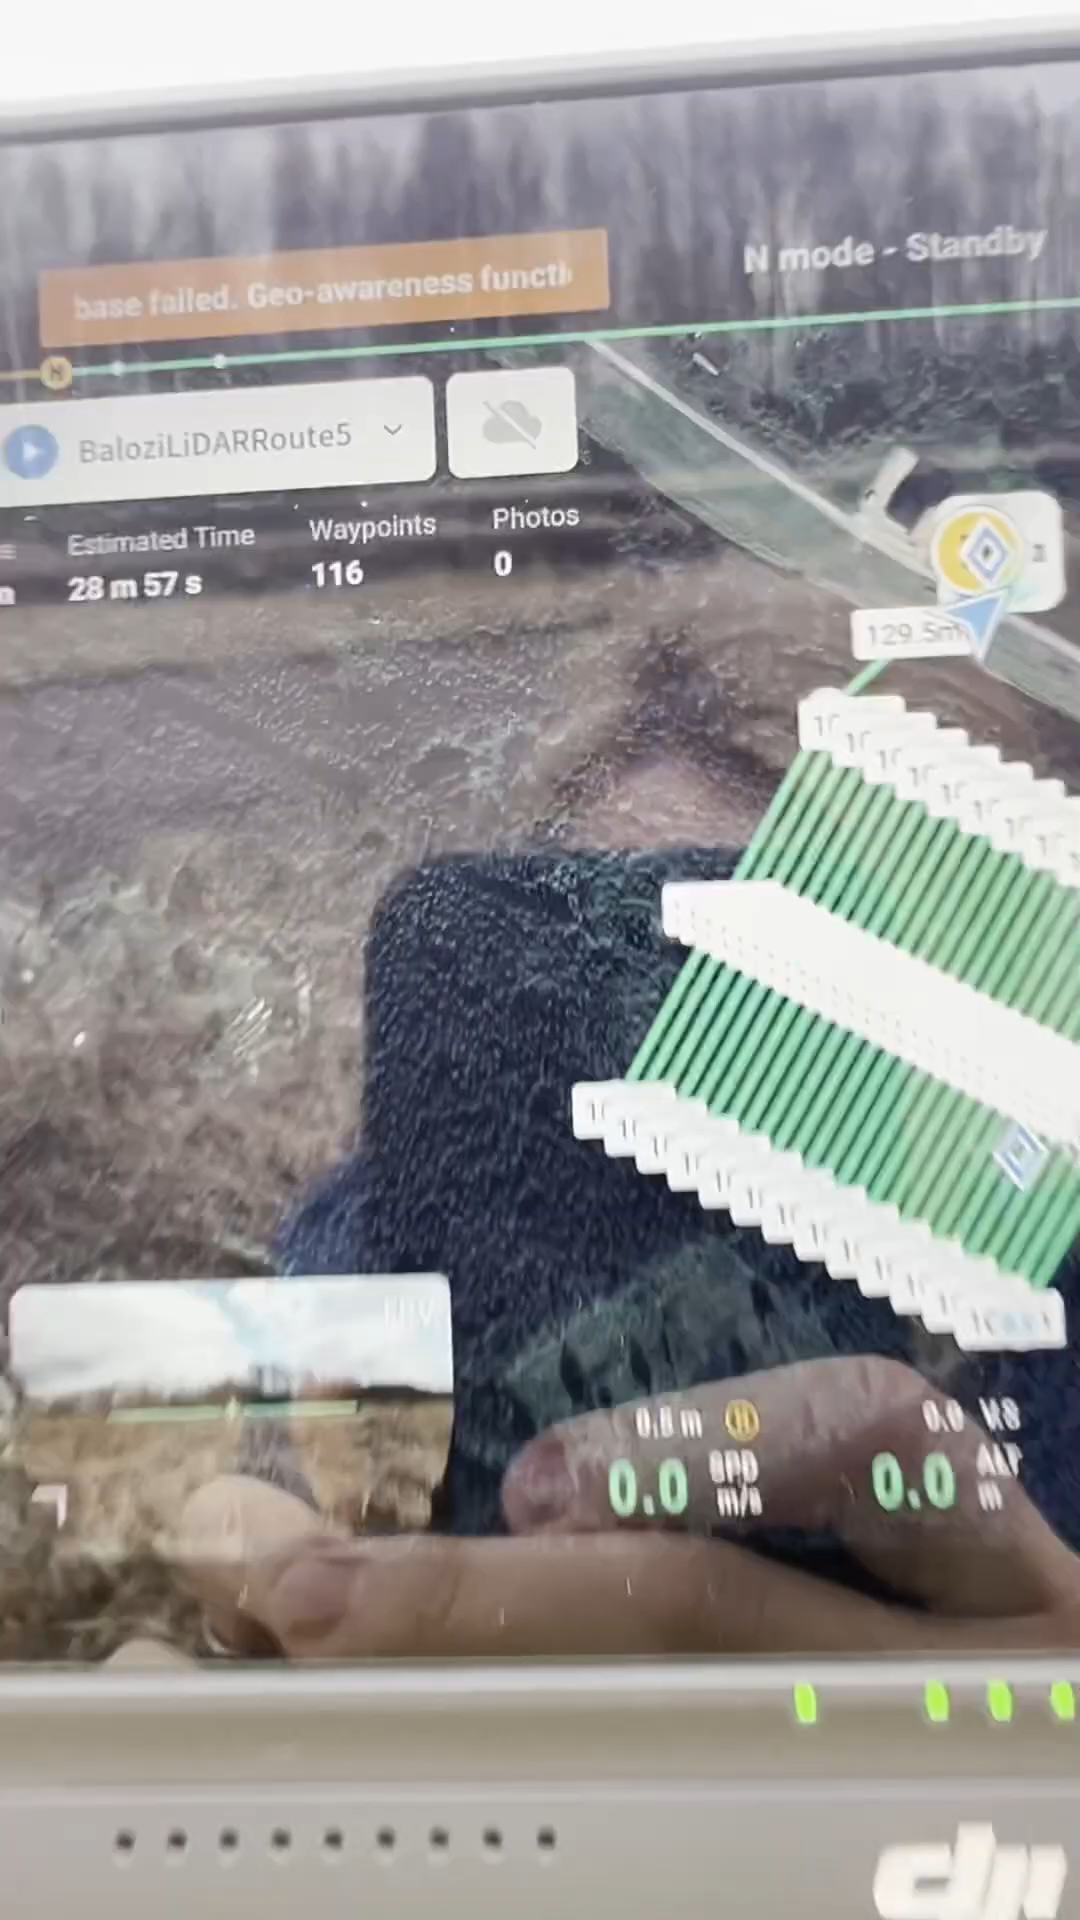 base failed. Geo-awareness functi
N mode - Standby
H
BaloziLiDARRoute5
Estimated Time
Waypoints
Photos
28 m 57 s
116
0
129.5m
0.0
SPD
m/s
0.0
ALT
m
dji